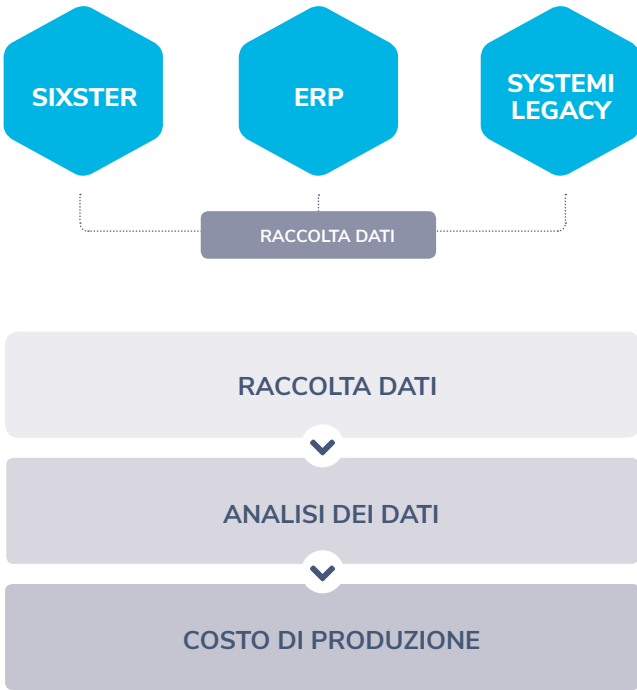 SIXSTER
ERP
SYSTEMI
LEGACY
RACCOLTA DATI
RACCOLTA DATI
ANALISI DEI DATI
COSTO DI PRODUZIONE